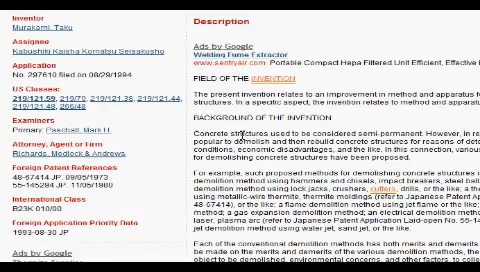 Inventor
Murakami, Taku
Assignee
Kabushiki Kaisha Komatsu Seisakusho
Application
No. 297610 filed on 08/29/1994
US Classes:
219/121.59, 219/70, 219/121.38, 219/121.44,
219/121.48, 266/48
Examiners
Primary: Paschall, Mark H.
Attorney, Agent or Firm
Richards, Medlock & Andrews
Foreign Patent References
48-67414 JP. 09/05/1973
55-145294 JP. 11/05/1980
International Class
B23K 010/00
Foreign Application Priority Data
1993-08-30 JP
Ads by Google
Description
Ads by Google
Welding Fume Extractor
www.sentryair.com Portable Compact Hepa Filtered Unit Efficient, Effective
FIELD OF THE INVENTION
The present invention relates to an improvement in method and apparatus f
structures. In a specific aspect, the invention relates to method and apparatu
BACKGROUND OF THE INVENTION
Concrete structures used to be considered semi-permanent. However, in re
popular to demolish and then rebuild concrete structures for reasons of dete
conditions, economic disadvantages, and the like. In this connection, various
for demolishing concrete structures have been proposed.
For example, such proposed methods for demolishing concrete structures i
demolition method using hammers and chisels, impact breakers, steel ball
demolition method using lock jacks, crushers, cutters, drills, or the like; a the
using metallic-wire thermits, thermite moldings (refer to Japanese Patent A
48-67414), or the like; a flame demolition method using jet flame or the like;
method; a gas expansion demolition method; an electrical demolition metho
laser, plasma arc (refer to Japanese Patent Application Laid-open No. 55-14
jet demolition method using water jet, sand jet, or the like.
Each of the conventional demolition methods has both merits and demerits
be made on the merits and demerits of the various demolition methods, the
object to be demolished, environmental concerns, and other factors, to colle